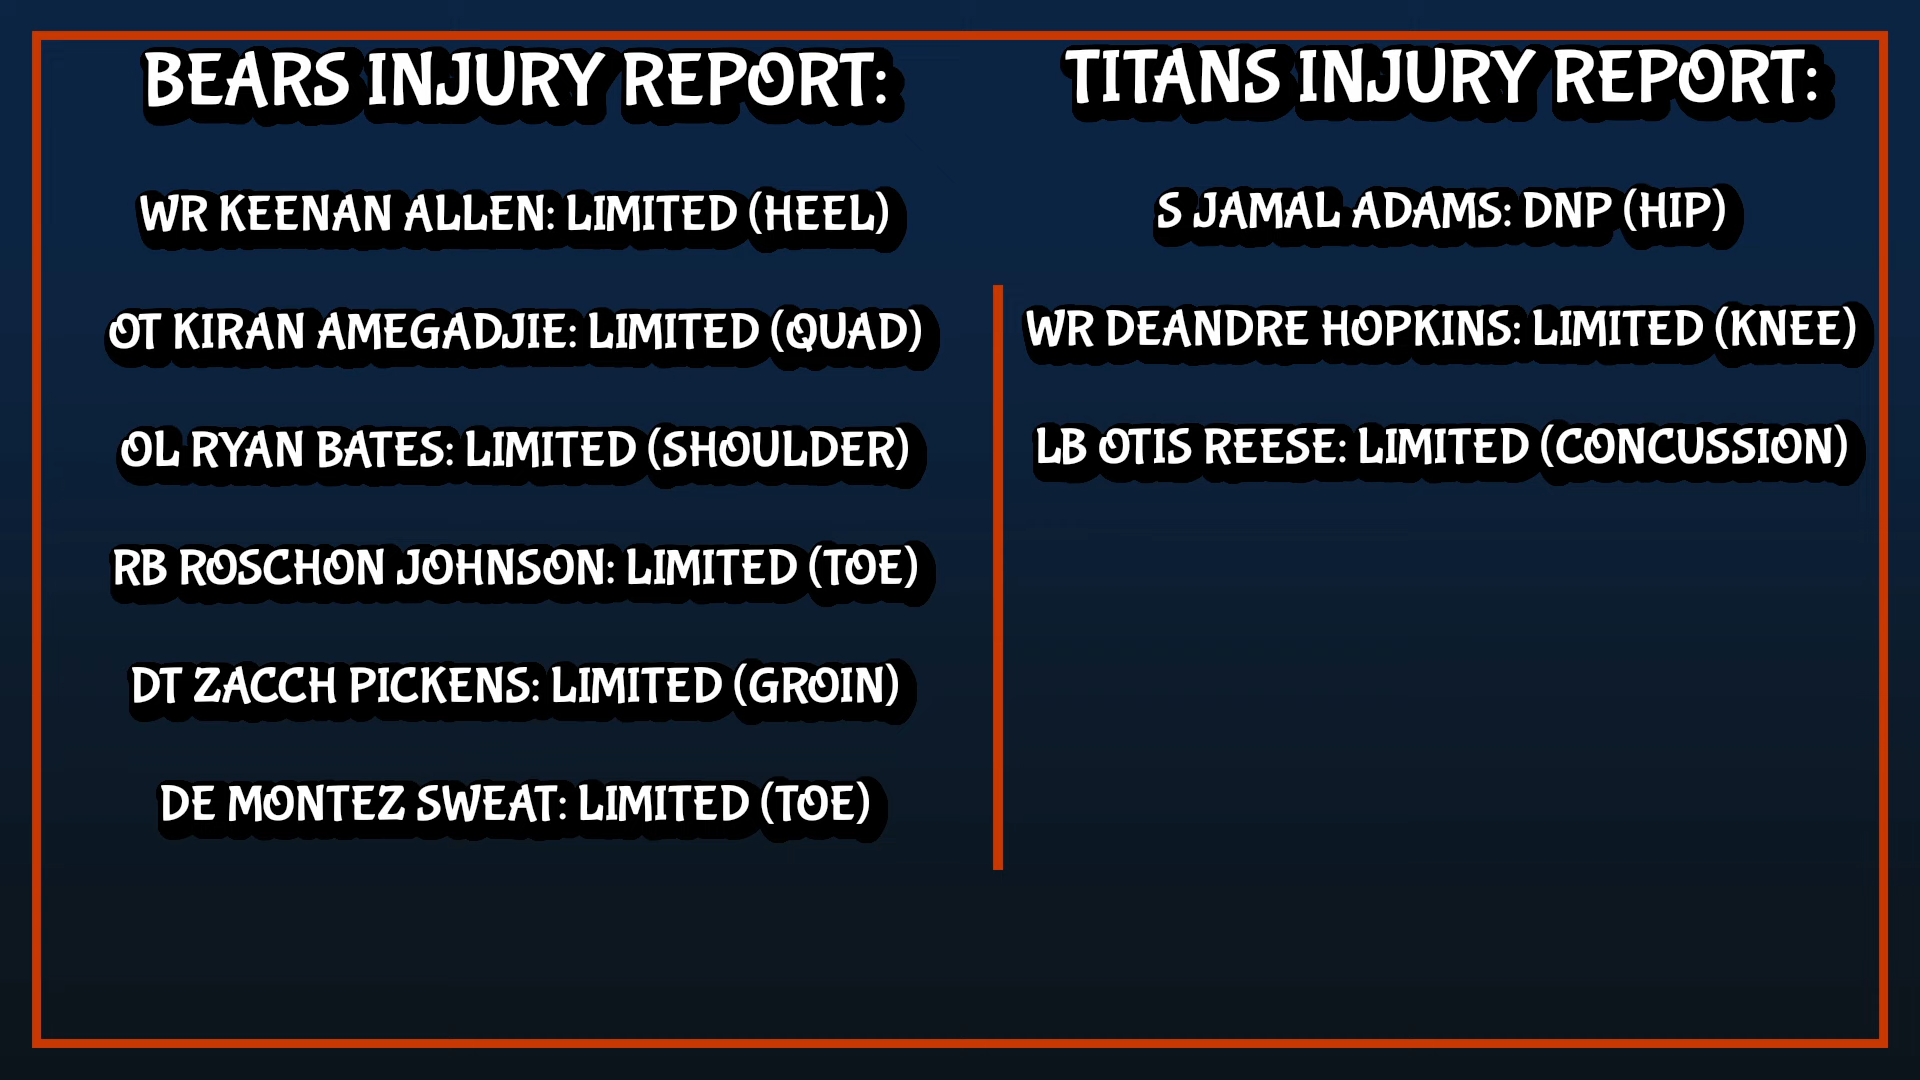 BEARS INJURY REPORT:
WR KEENAN ALLEN: LIMITED (HEEL)
OT KIRAN AMEGADJIE: LIMITED (QUAD)
OL RYAN BATES: LIMITED (SHOULDER)
RB ROSCHON JOHNSON: LIMITED (TOE)
DT ZACCH PICKENS: LIMITED (GROIN)
DE MONTEZ SWEAT: LIMITED (TOE)
TITANS INJURY REPORT:
S JAMAL ADAMS: DNP (HIP)
WR DEANDRE HOPKINS: LIMITED (KNEE)
LB OTIS REESE: LIMITED (CONCUSSION)